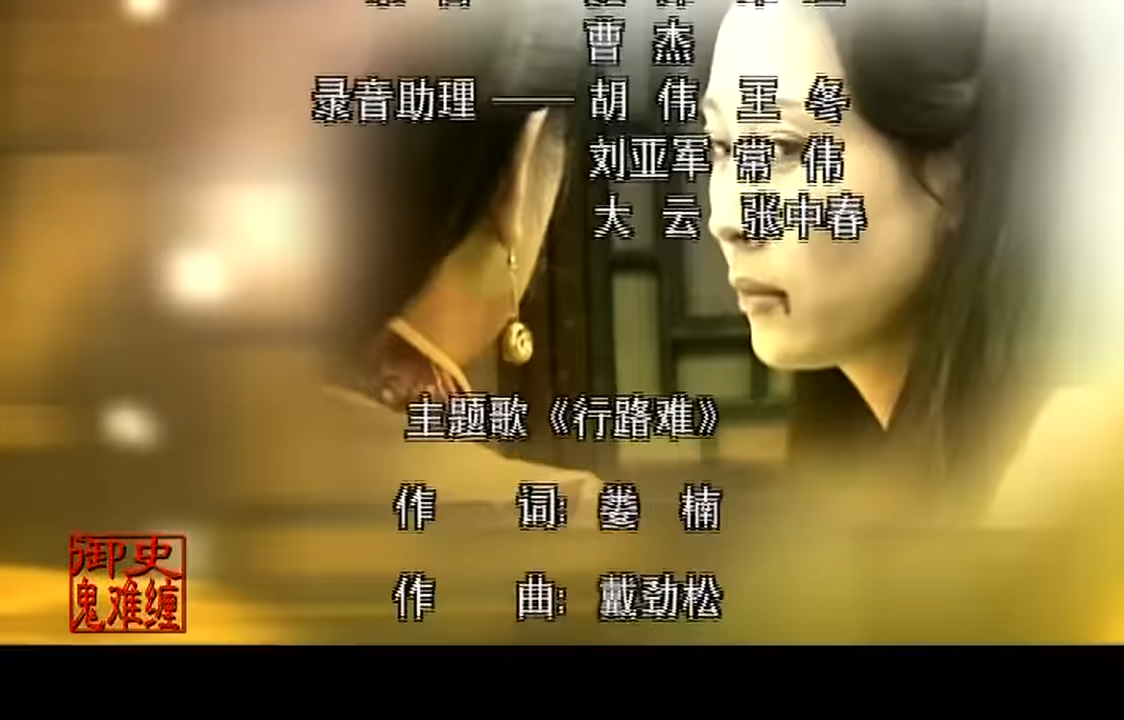 曹 杰
录音助理——胡 伟 王 冬
刘亚军 常 伟
大 云 张中春
主题歌《行路难》
作 词: 娄 楠
作 曲: 戴劲松
御史
鬼难缠